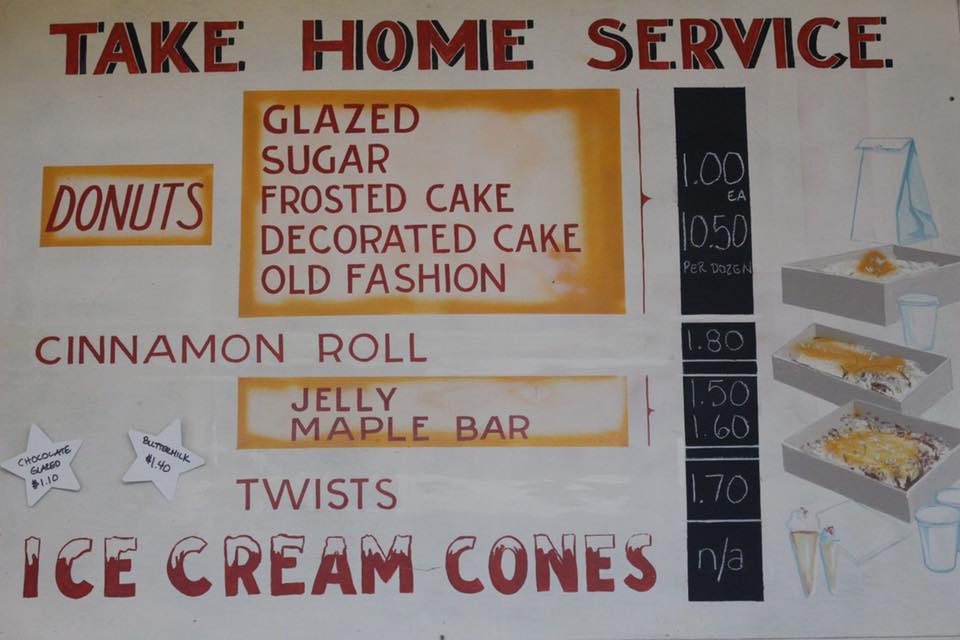 TAKE HOME SERVICE
DONUTS
GLAZED
SUGAR
FROSTED CAKE
DECORATED CAKE
OLD FASHION
1.00
EA
10.50
PER DOZEN
CINNAMON ROLL 1.80
JELLY 1.50
MAPLE BAR 1.60
CHOCOLATE
GLAZED
$1.10
BUTTERMILK
$1.40
TWISTS 1.70
ICE CREAM CONES n/a